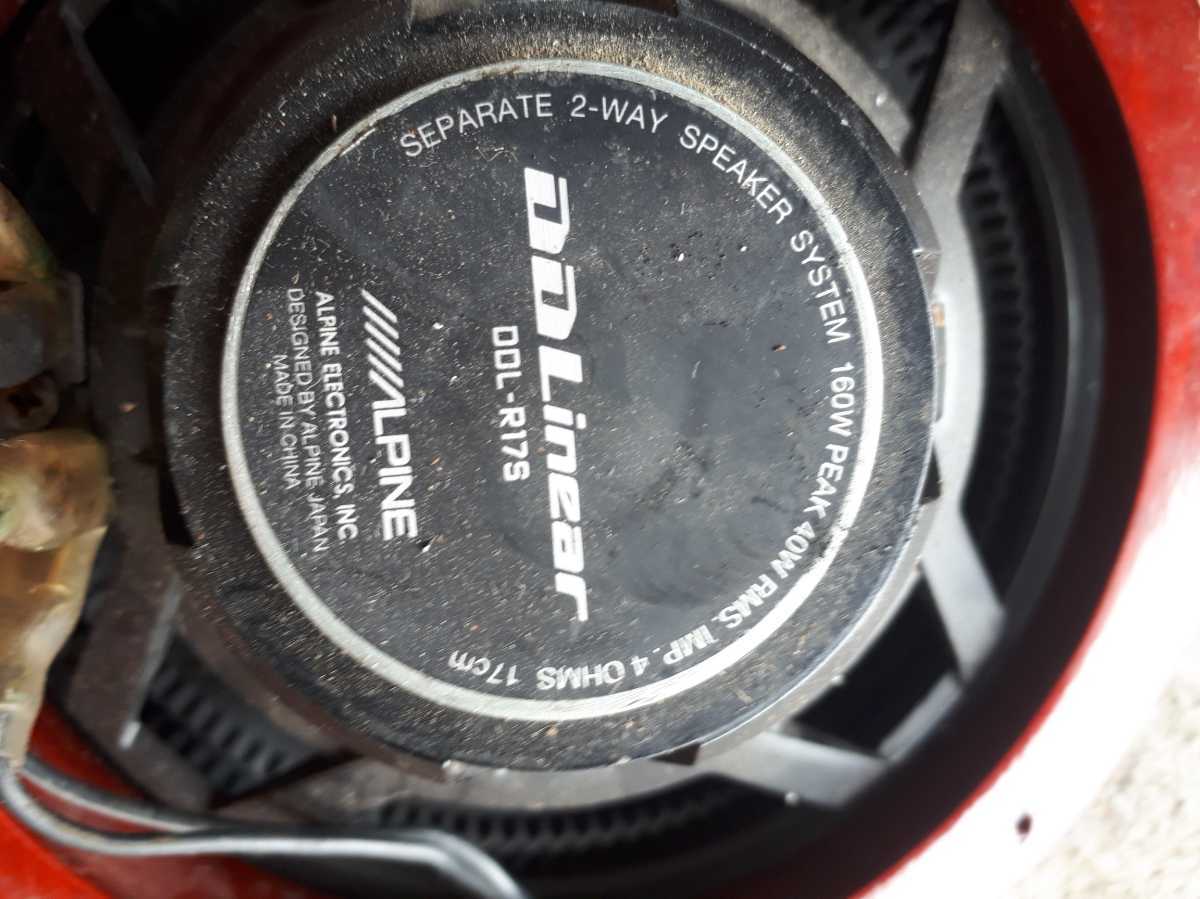 SEPARATE 2-WAY SPEAKER SYSTEM 160W PEAK 40W RMS. IMP. 4 OHMS 17cm
DDLinear
DDL-R17S
ALPINE
ALPINE ELECTRONICS, INC.
DESIGNED BY ALPINE JAPAN
MADE IN CHINA